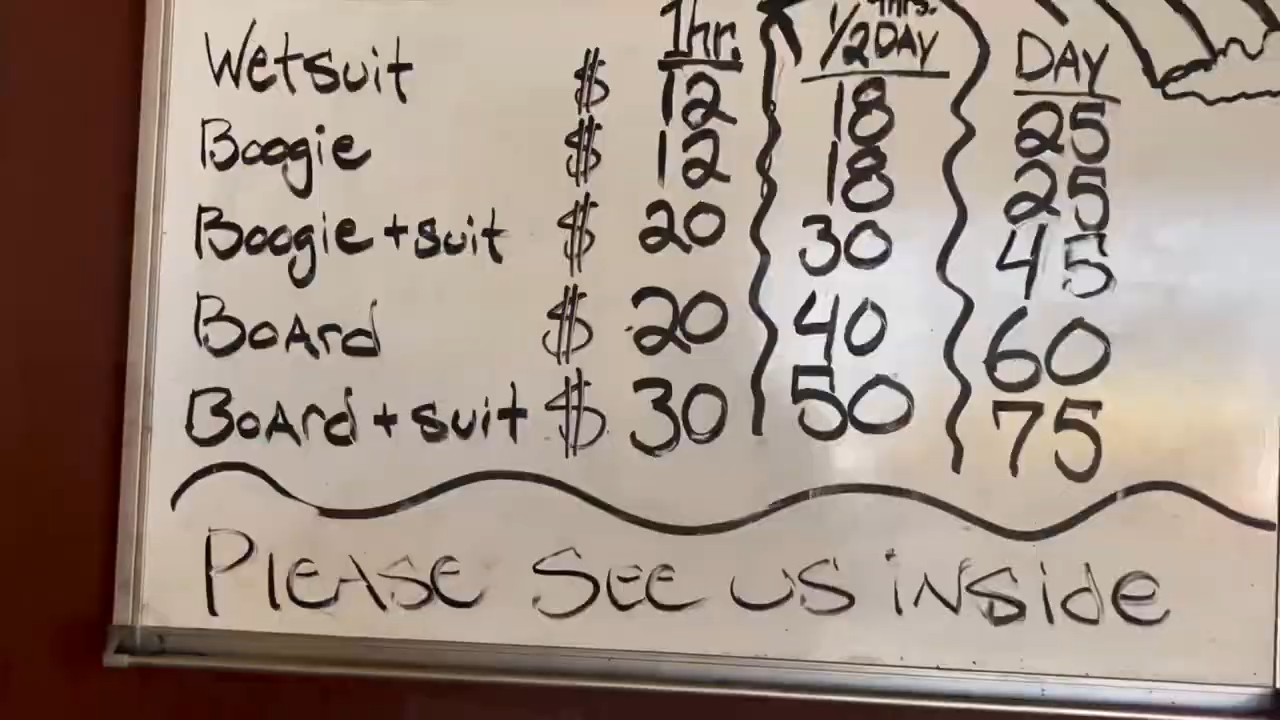 1hr. 1/2 DAY 4hrs. DAY
Wetsuit $ 12 18 25
Boogie $ 12 18 25
Boogie + suit $ 20 30 45
BoArd $ 20 40 60
BoArd + suit $ 30 50 75
PLEASE SEE US iNSide